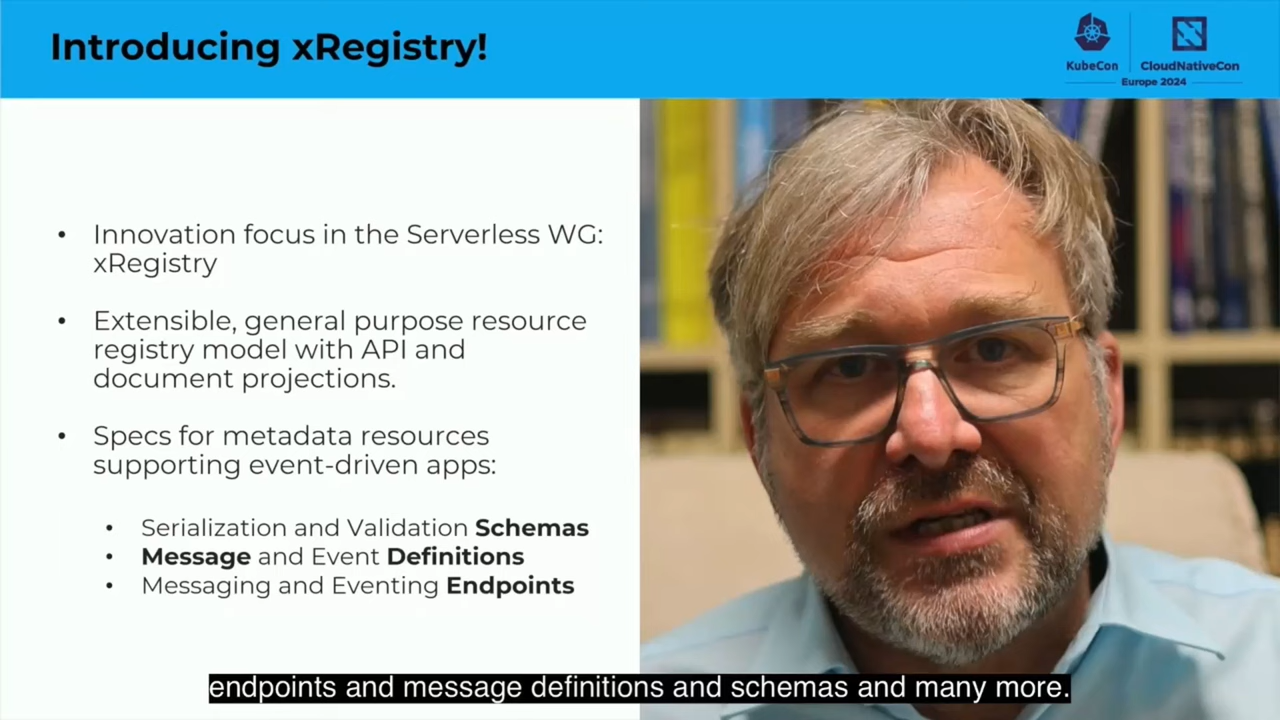 Introducing xRegistry!
KubeCon
CloudNativeCon
Europe 2024
• Innovation focus in the Serverless WG:
xRegistry
• Extensible, general purpose resource
registry model with API and
document projections.
• Specs for metadata resources
supporting event-driven apps:
• Serialization and Validation Schemas
• Message and Event Definitions
• Messaging and Eventing Endpoints
endpoints and message definitions and schemas and many more.